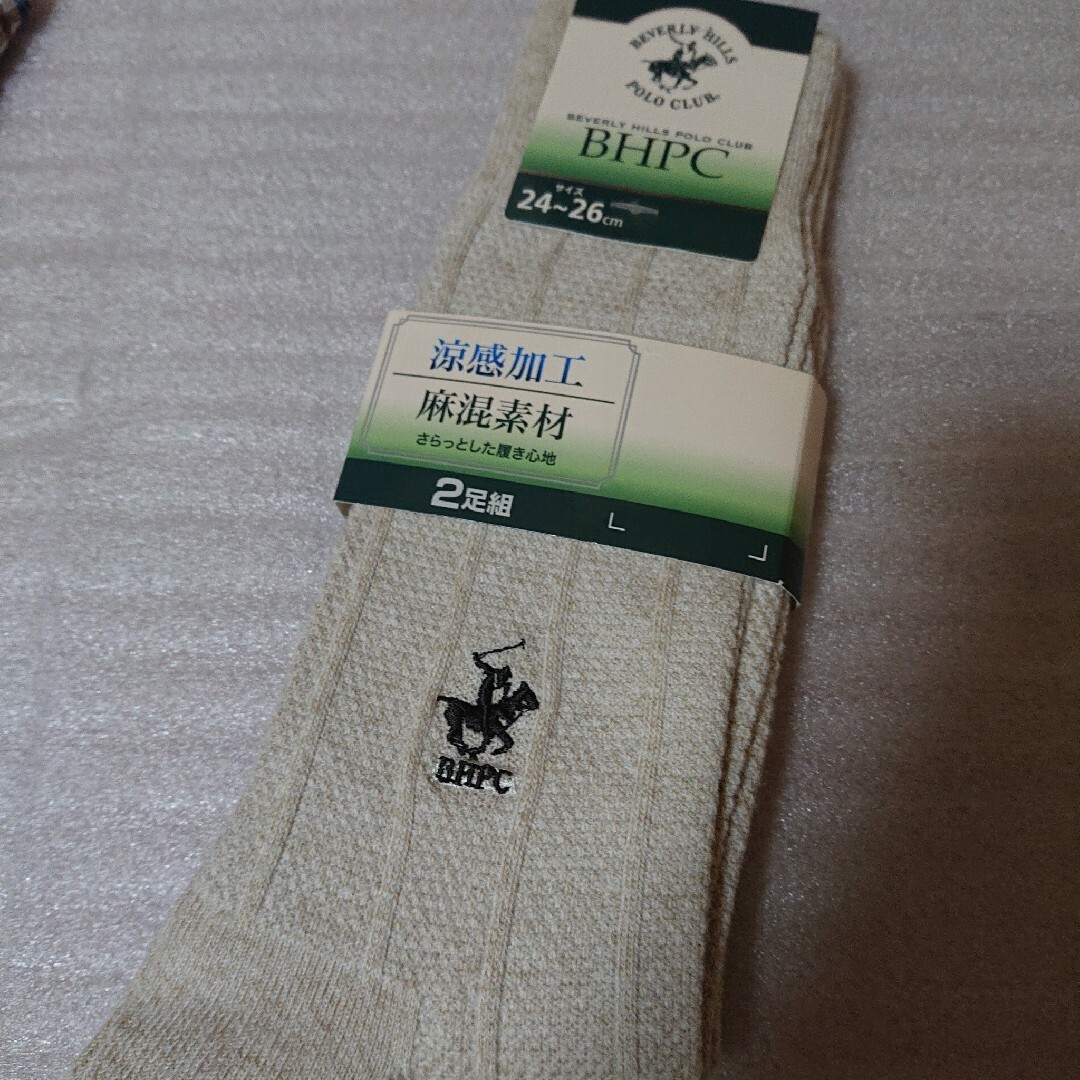 BEVERLY HILLS
POLO CLUB
BEVERLY HILLS POLO CLUB
BHPC
サイズ
24~26cm
涼感加工
麻混素材
さらっとした履き心地
2足組
BHPC